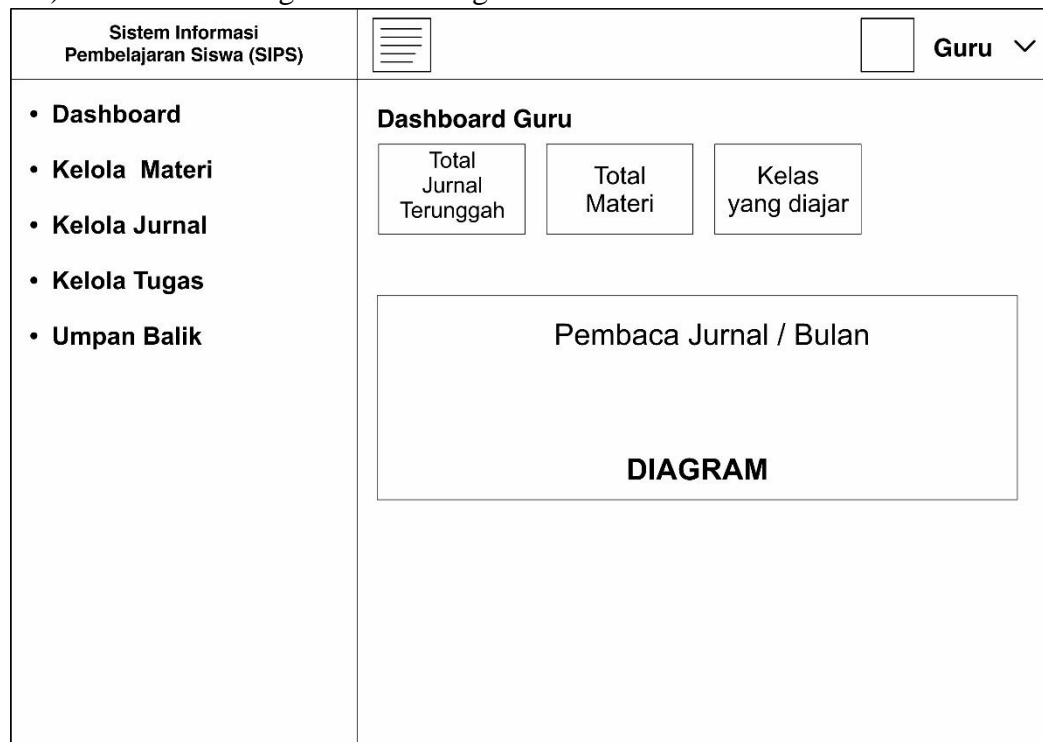 Sistem Informasi
Pembelajaran Siswa (SIPS)
Guru
• Dashboard
• Kelola Materi
• Kelola Jurnal
• Kelola Tugas
• Umpan Balik
Dashboard Guru
Total
Jurnal
Terunggah
Total
Materi
Kelas
yang diajar
Pembaca Jurnal / Bulan
DIAGRAM